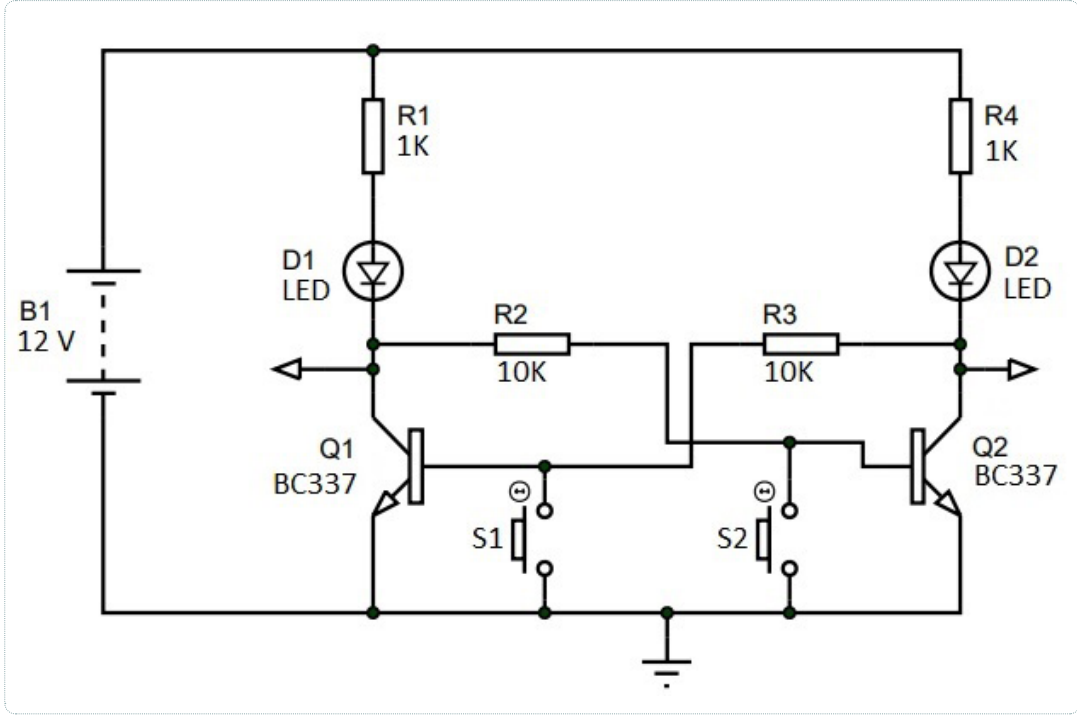 R1
1K
R4
1K
D1
LED
D2
LED
B1
12 V
R2
10K
R3
10K
Q1
BC337
Q2
BC337
S1
S2